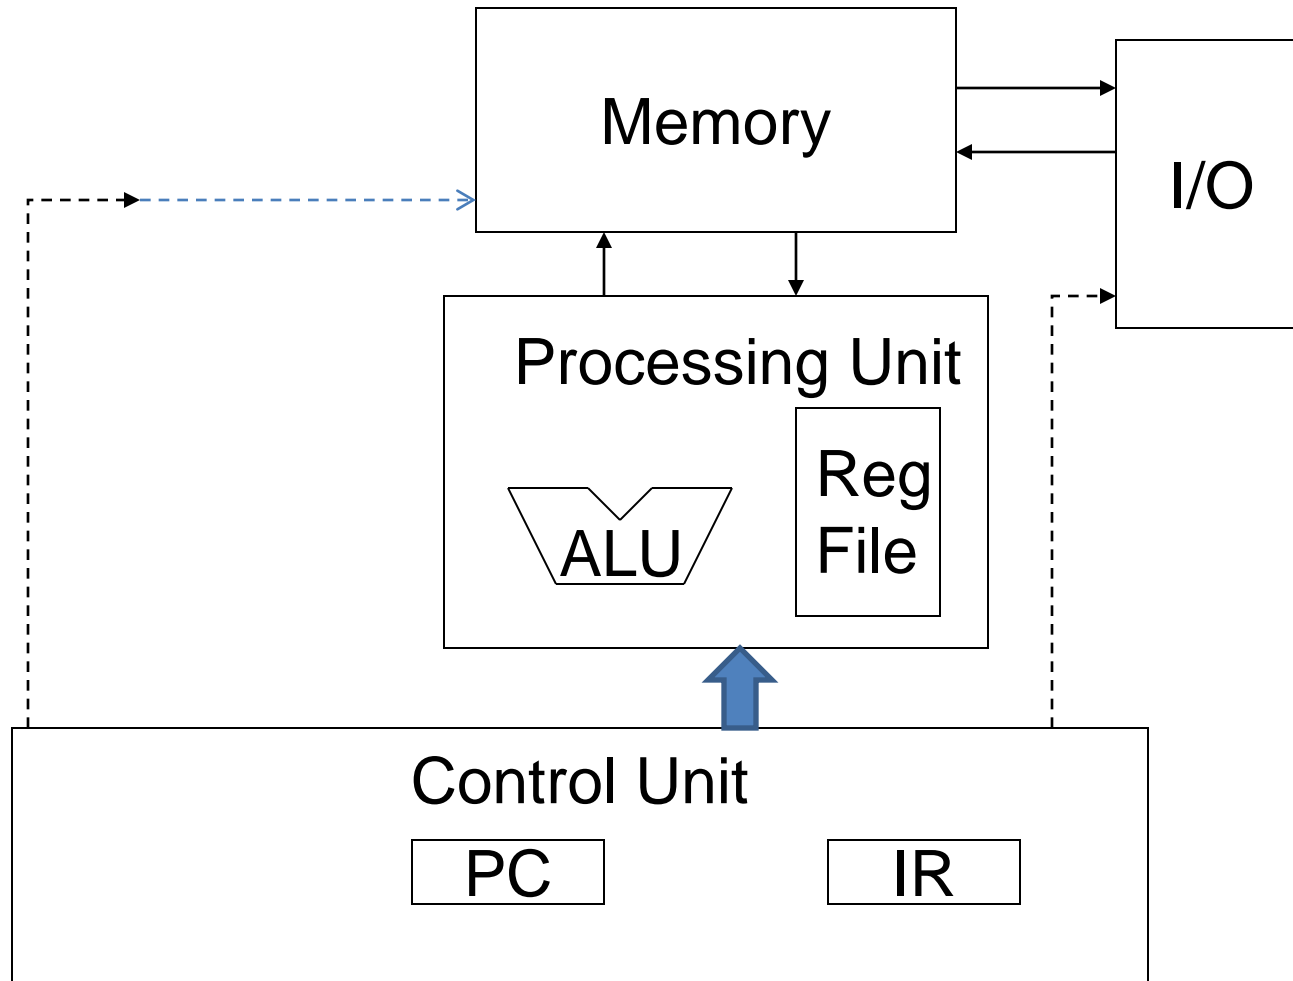 Memory
I/O
Processing Unit
Reg
File
ALU
Control Unit
PC
IR